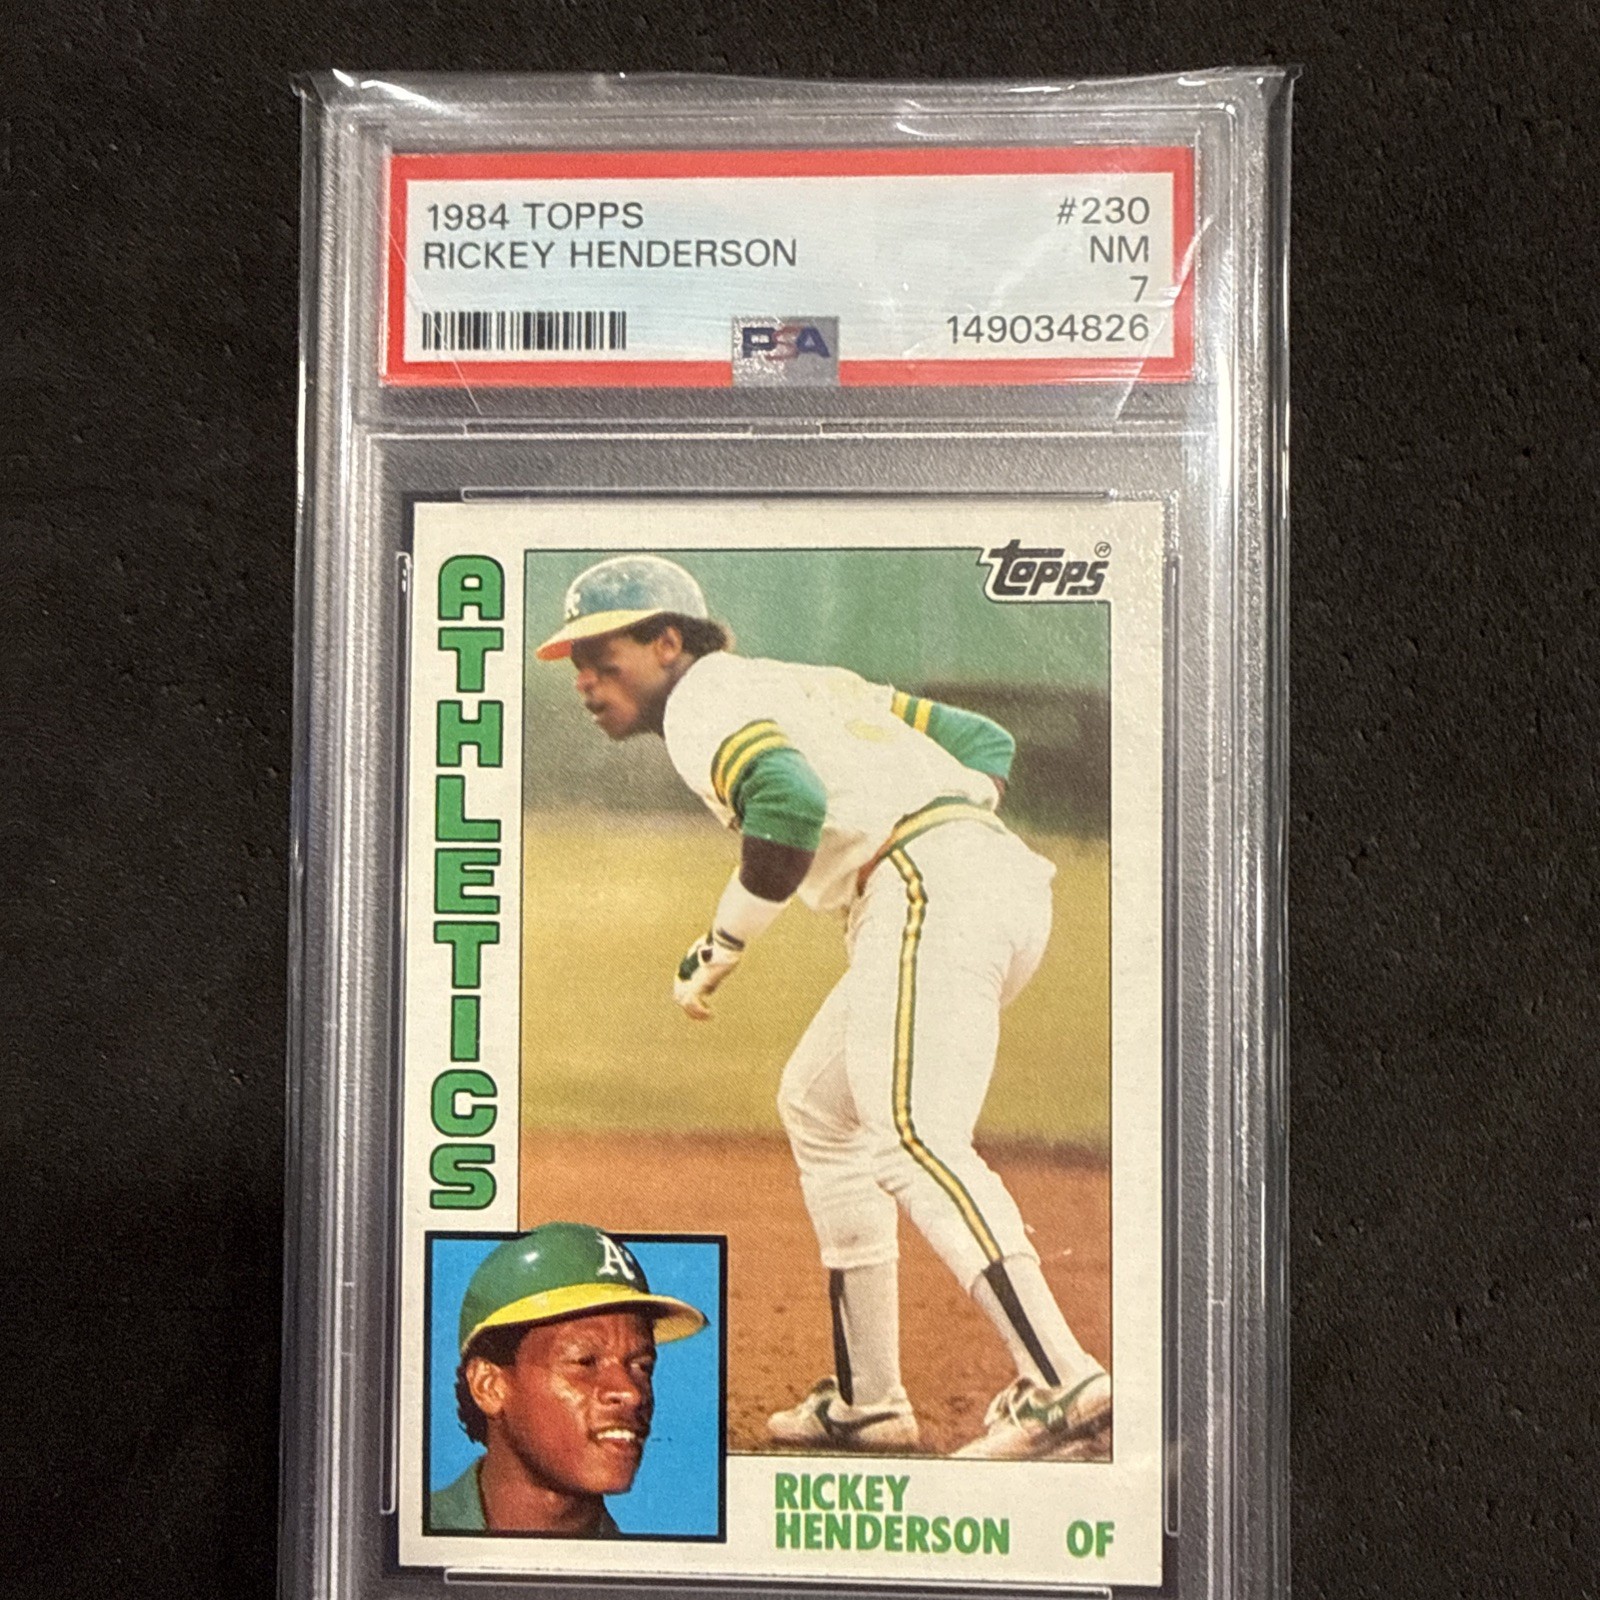 1984 TOPPS #230
RICKEY HENDERSON NM
7
149034826
PSA
topps®
ATHLETICS
A's
RICKEY
HENDERSON OF